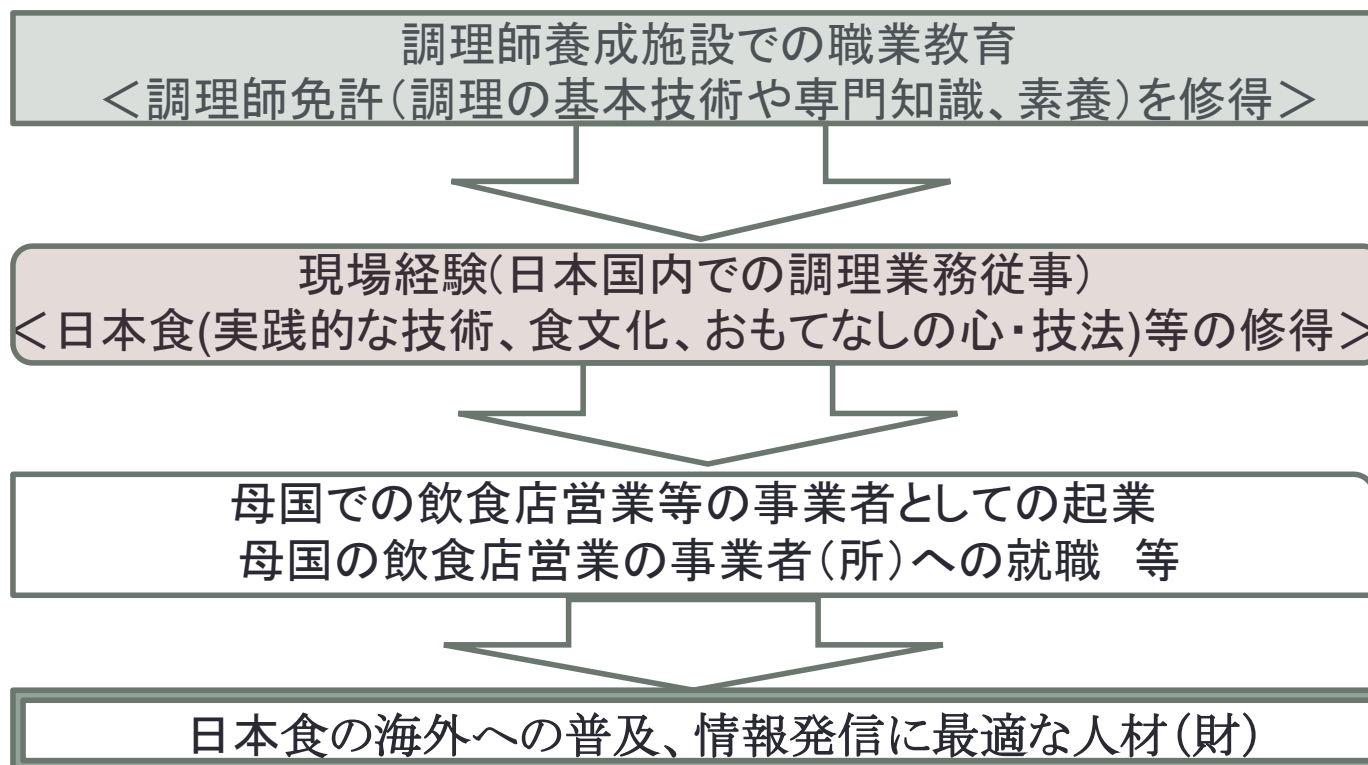 調理師養成施設での職業教育
＜調理師免許（調理の基本技術や専門知識、素養）を修得＞
現場経験(日本国内での調理業務従事）
＜日本食(実践的な技術、食文化、おもてなしの心・技法)等の修得＞
母国での飲食店営業等の事業者としての起業
母国の飲食店営業の事業者（所）への就職　等
日本食の海外への普及、情報発信に最適な人材（財）